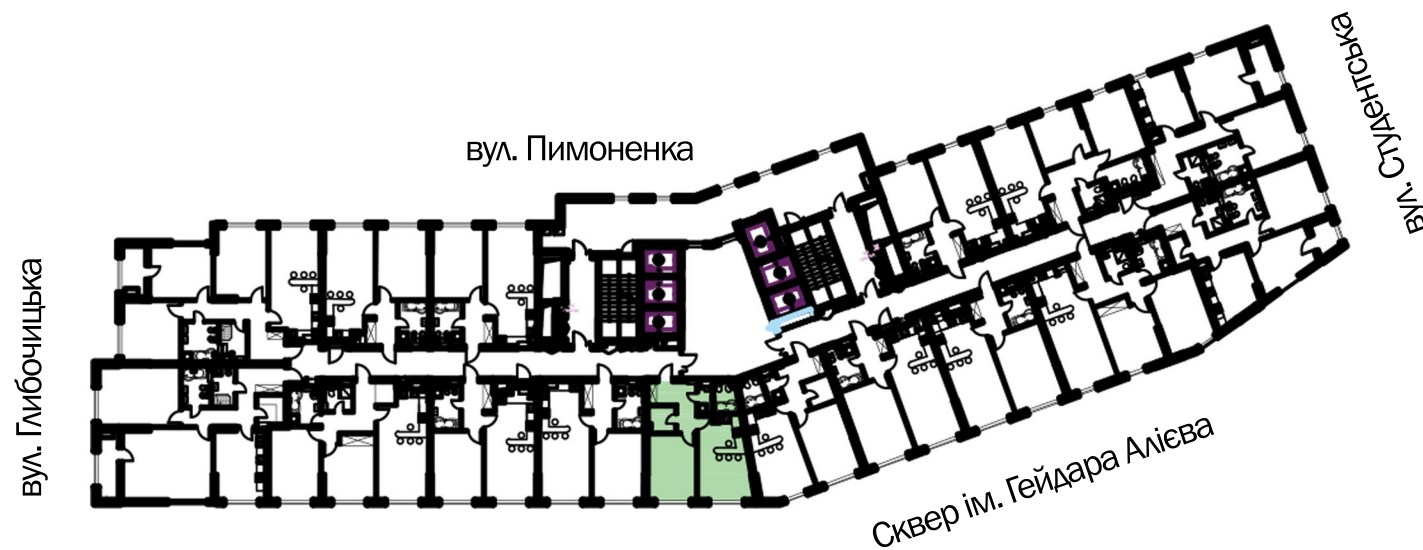 вул. Пимоненка
вул. Студентська
вул. Глибочицька
Сквер ім. Гейдара Алієва